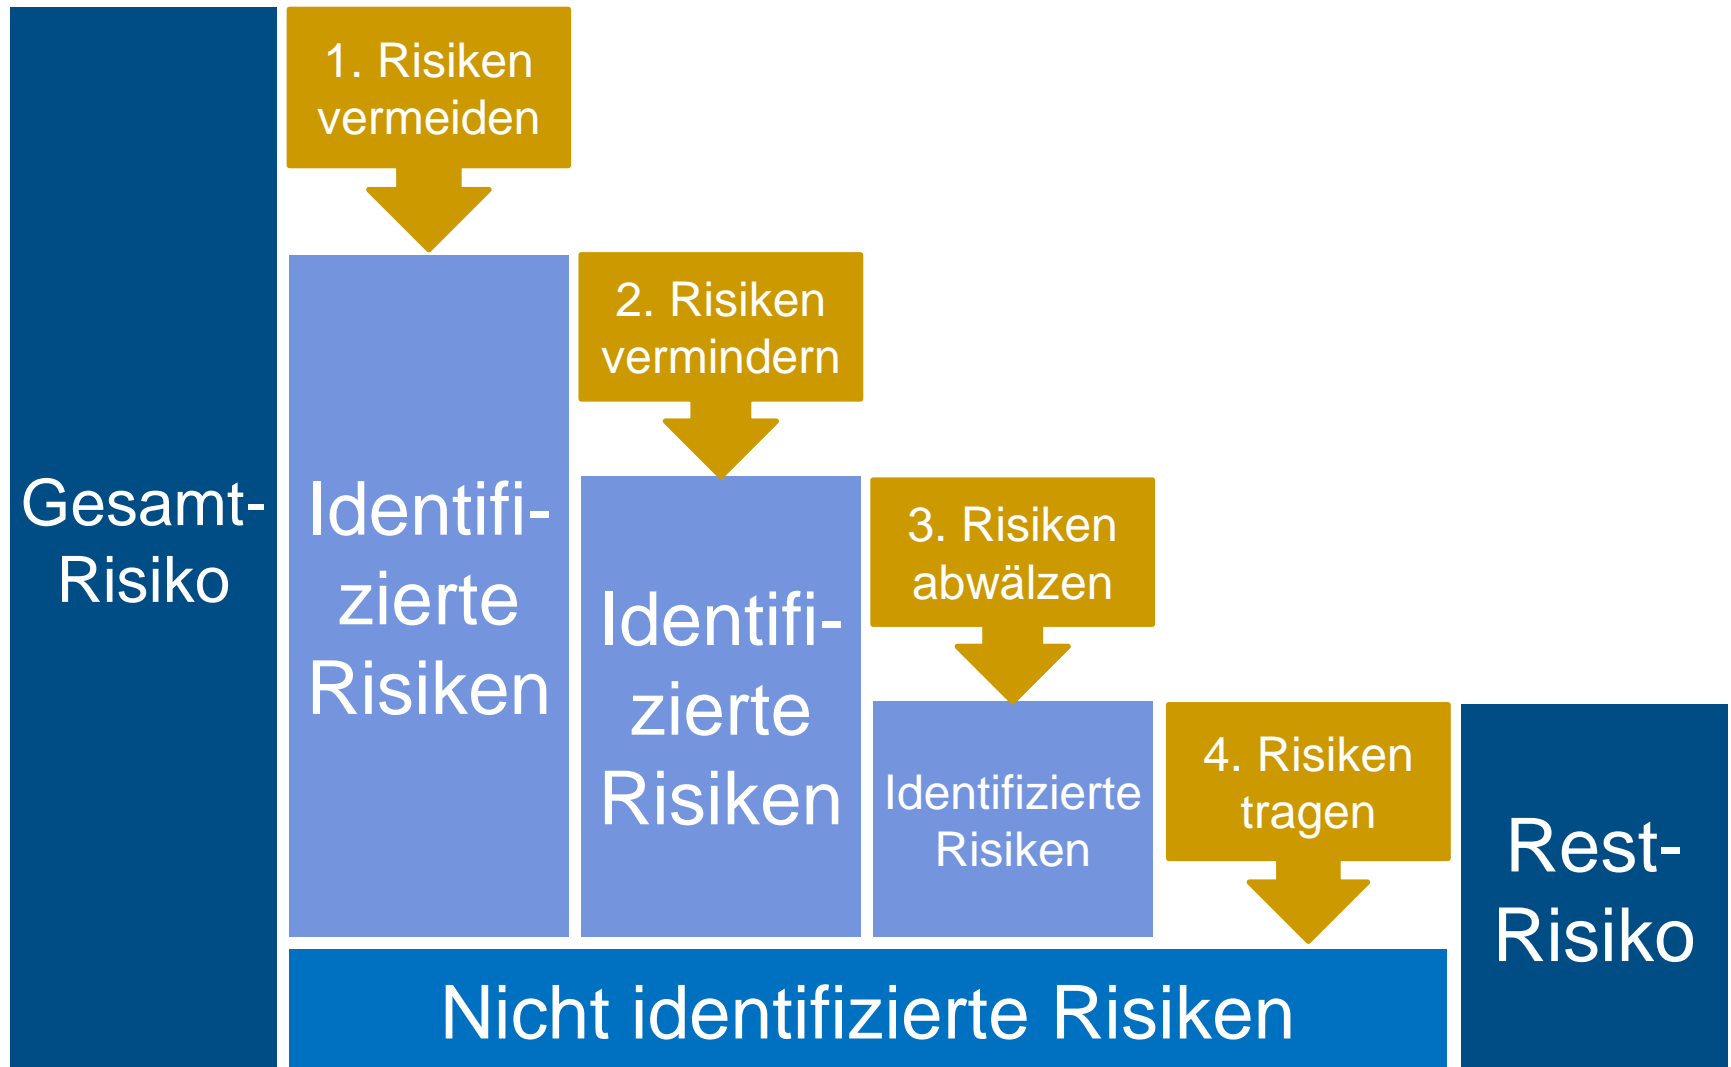 1. Risiken
vermeiden
2. Risiken
vermindern
3. Risiken
abwälzen
4. Risiken
tragen
Gesamt-
Risiko
Identifi-
zierte
Risiken
Identifi-
zierte
Risiken
Identifizierte
Risiken
Rest-
Risiko
Nicht identifizierte Risiken